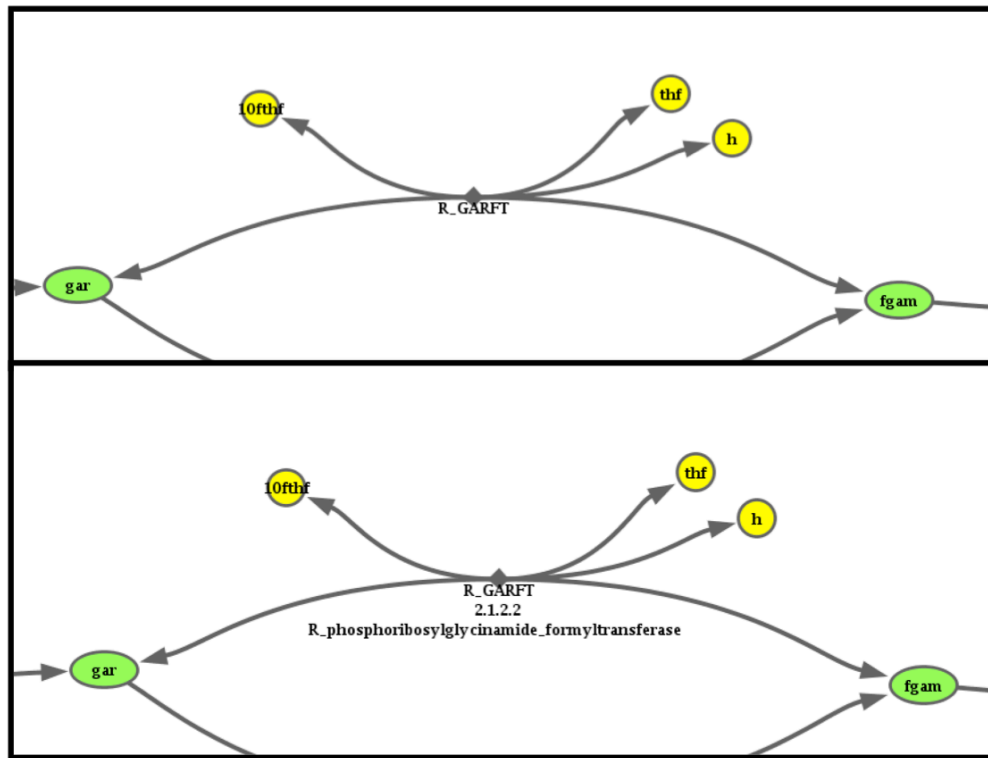 10fthf
thf
h
R_GARFT
gar
fgam
10fthf
thf
h
R_GARFT
2.1.2.2
R_phosphoribosylglycinamide_formyltransferase
gar
fgam